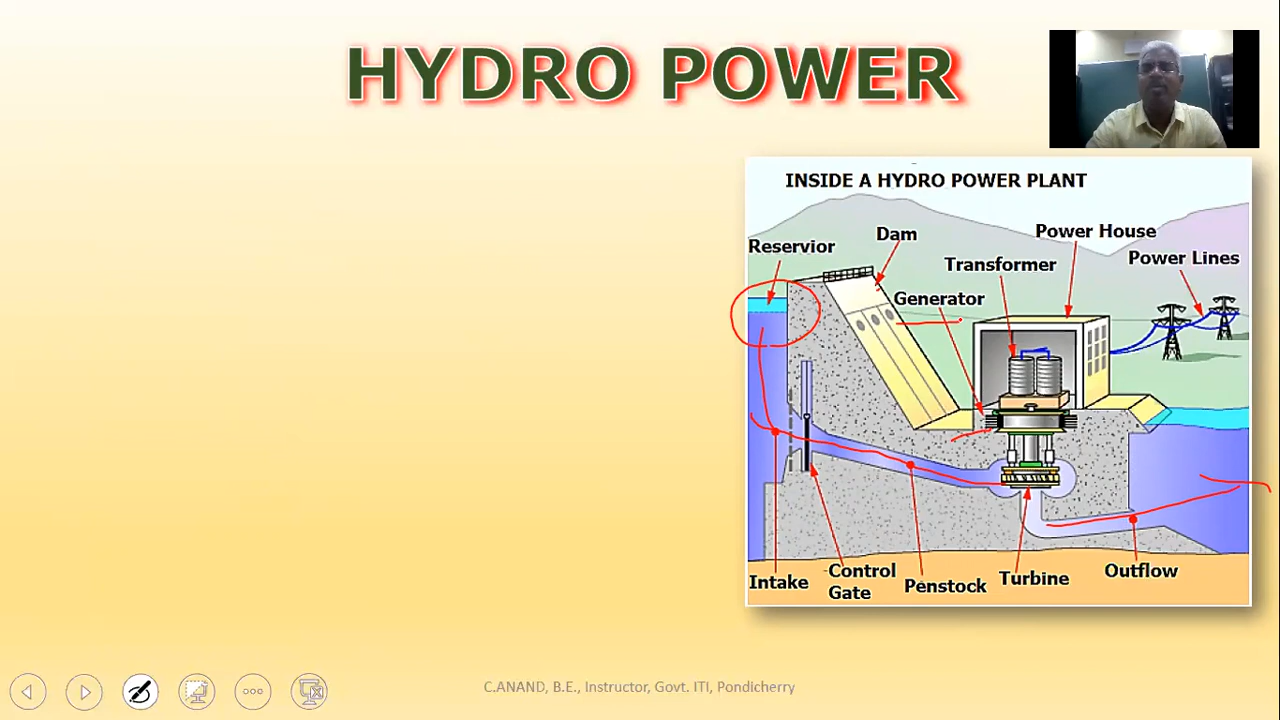 HYDRO POWER
INSIDE A HYDRO POWER PLANT
Reservior
Dam
Power House
Transformer
Power Lines
Generator
Intake
Control
Gate
Penstock
Turbine
Outflow
C.ANAND, B.E., Instructor, Govt. ITI, Pondicherry